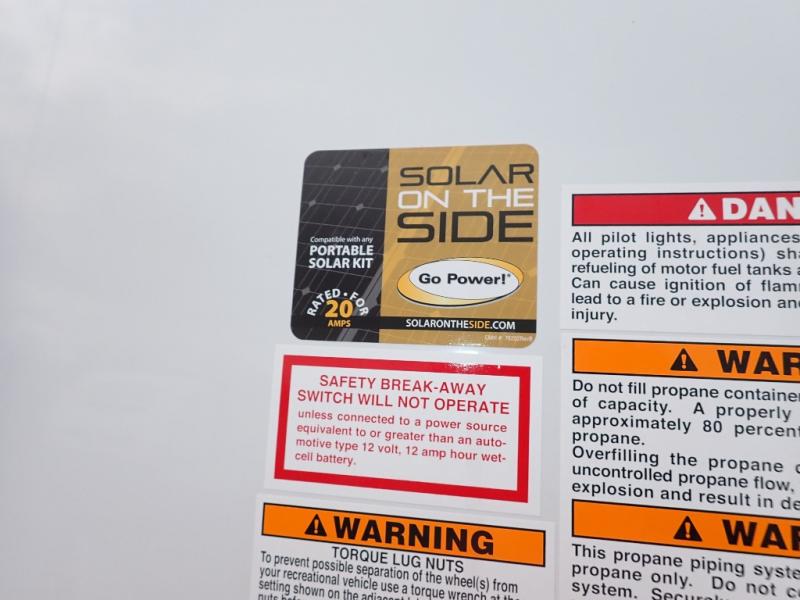 SOLAR
ON THE
SIDE
Compatible with any
PORTABLE
SOLAR KIT
Go Power!
RATED • FOR
20
AMPS
SOLARONTHESIDE.COM
SAFETY BREAK-AWAY
SWITCH WILL NOT OPERATE
unless connected to a power source
equivalent to or greater than an auto-
motive type 12 volt, 12 amp hour wet-
cell battery.
WARNING
TORQUE LUG NUTS
To prevent possible separation of the wheel(s) from
your recreational vehicle use a torque wrench at the
setting shown on the adjacent
DAN
All pilot lights, appliances
operating instructions) sha
refueling of motor fuel tanks a
Can cause ignition of flamm
lead to a fire or explosion and
injury.
WAR
Do not fill propane container
of capacity. A properly
approximately 80 percent
propane.
Overfilling the propane c
uncontrolled propane flow,
explosion and result in de
WAR
This propane piping syste
propane only. Do not co
system.